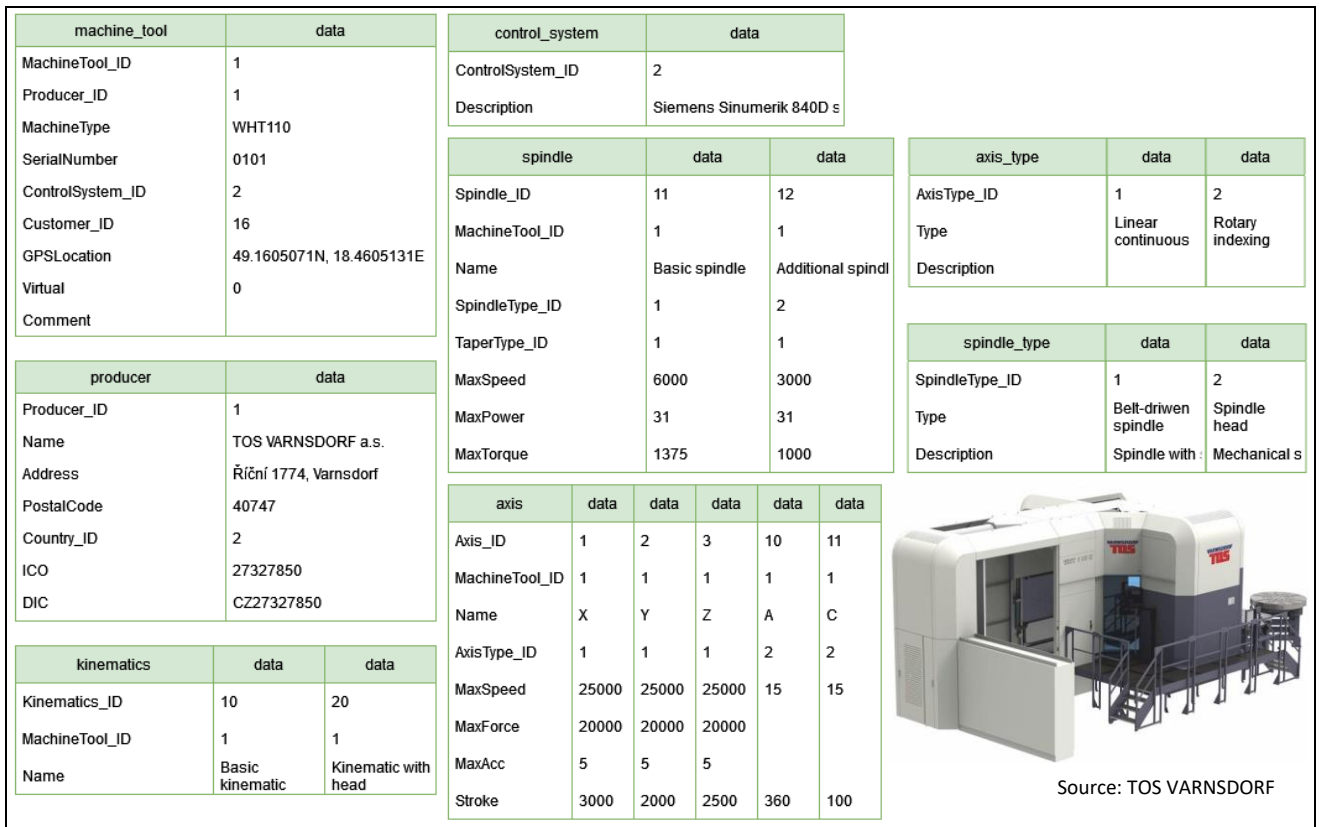 machine_tool data
MachineTool_ID 1
Producer_ID 1
MachineType WHT110
SerialNumber 0101
ControlSystem_ID 2
Customer_ID 16
GPSLocation 49.1605071N, 18.4605131E
Virtual 0
Comment
producer data
Producer_ID 1
Name TOS VARNSDORF a.s.
Address Říční 1774, Varnsdorf
PostalCode 40747
Country_ID 2
ICO 27327850
DIC CZ27327850
kinematics data data
Kinematics_ID 10 20
MachineTool_ID 1 1
Name Basic kinematic Kinematic with head
control_system data
ControlSystem_ID 2
Description Siemens Sinumerik 840D s
spindle data data
Spindle_ID 11 12
MachineTool_ID 1 1
Name Basic spindle Additional spindl
SpindleType_ID 1 2
TaperType_ID 1 1
MaxSpeed 6000 3000
MaxPower 31 31
MaxTorque 1375 1000
axis data data data data data
Axis_ID 1 2 3 10 11
MachineTool_ID 1 1 1 1 1
Name X Y Z A C
AxisType_ID 1 1 1 2 2
MaxSpeed 25000 25000 25000 15 15
MaxForce 20000 20000 20000
MaxAcc 5 5 5
Stroke 3000 2000 2500 360 100
axis_type data data
AxisType_ID 1 2
Type Linear continuous Rotary indexing
Description
spindle_type data data
SpindleType_ID 1 2
Type Belt-driwen spindle Spindle head
Description Spindle with Mechanical s
VARNSDORF
TOS
VARNSDORF
TOS
Source: TOS VARNSDORF